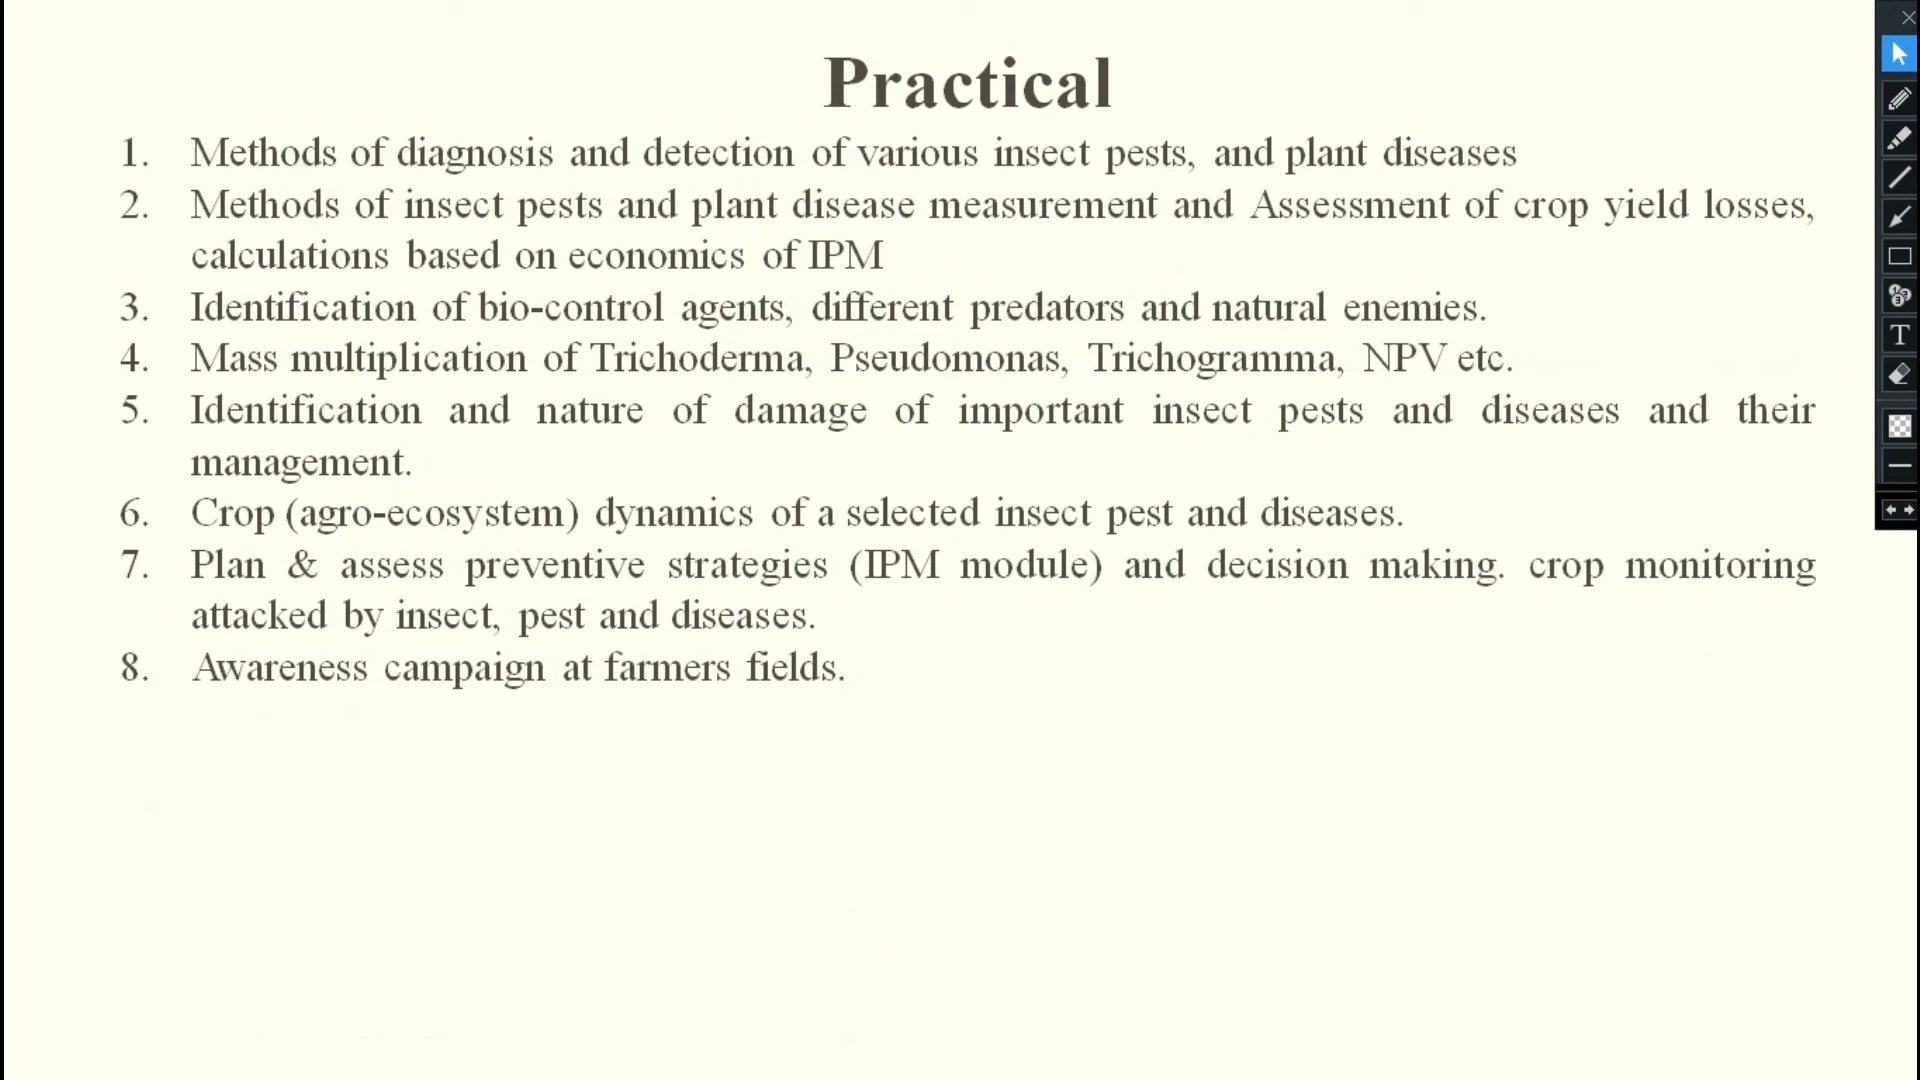 Practical
1. Methods of diagnosis and detection of various insect pests, and plant diseases
2. Methods of insect pests and plant disease measurement and Assessment of crop yield losses,
calculations based on economics of IPM
3. Identification of bio-control agents, different predators and natural enemies.
4. Mass multiplication of Trichoderma, Pseudomonas, Trichogramma, NPV etc.
5. Identification and nature of damage of important insect pests and diseases and their
management.
6. Crop (agro-ecosystem) dynamics of a selected insect pest and diseases.
7. Plan & assess preventive strategies (IPM module) and decision making. crop monitoring
attacked by insect, pest and diseases.
8. Awareness campaign at farmers fields.
T